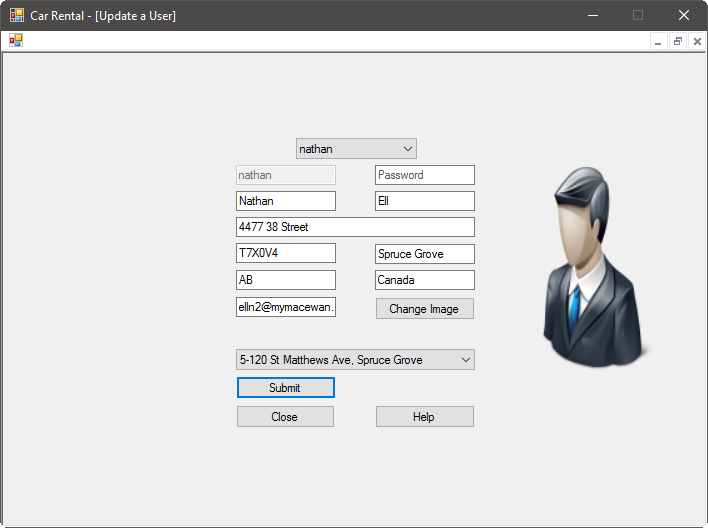 Car Rental - [Update a User]
nathan
nathan Password
Nathan Ell
4477 38 Street
T7X0V4 Spruce Grove
AB Canada
elln2@mymacewan. Change Image
5-120 St Matthews Ave, Spruce Grove
Submit
Close Help